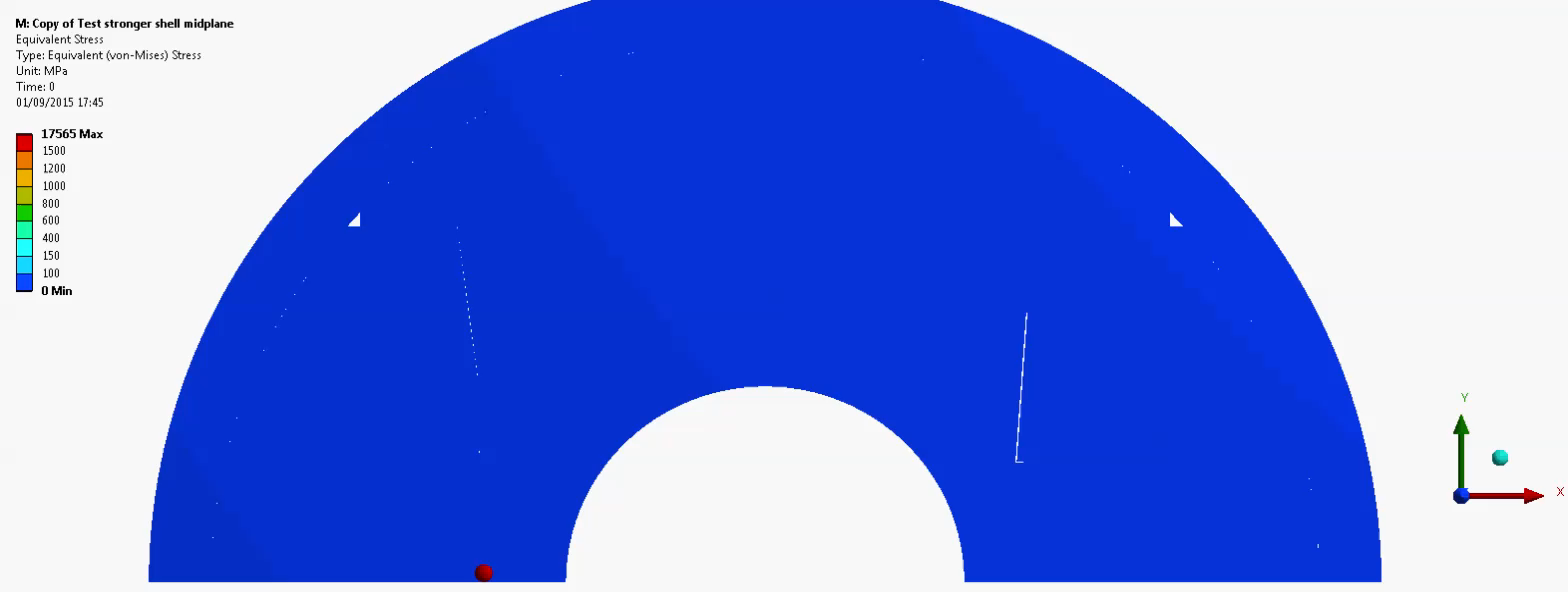 M: Copy of Test stronger shell midplane
Equivalent Stress
Type: Equivalent (von-Mises) Stress
Unit: MPa
Time: 0
01/09/2015 17:45
17565 Max
1500
1200
1000
800
600
400
150
100
0 Min
Y
X